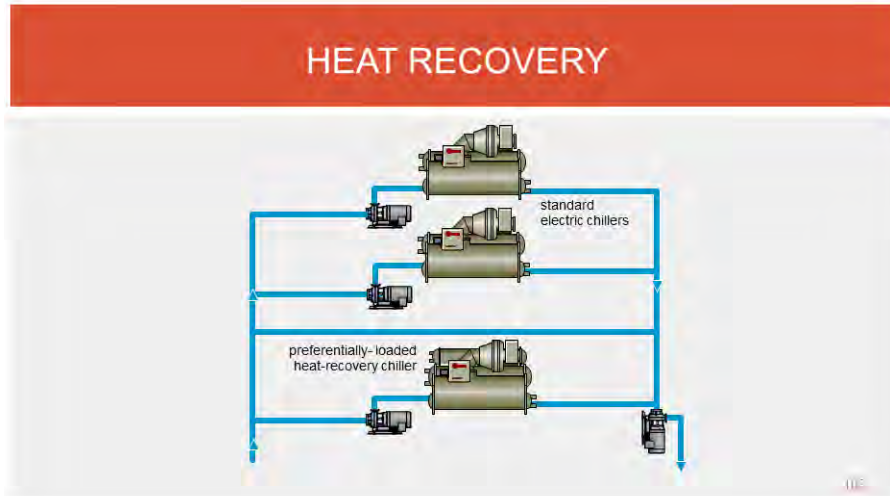 HEAT RECOVERY
standard
electric chillers
preferentially- loaded
heat-recovery chiller